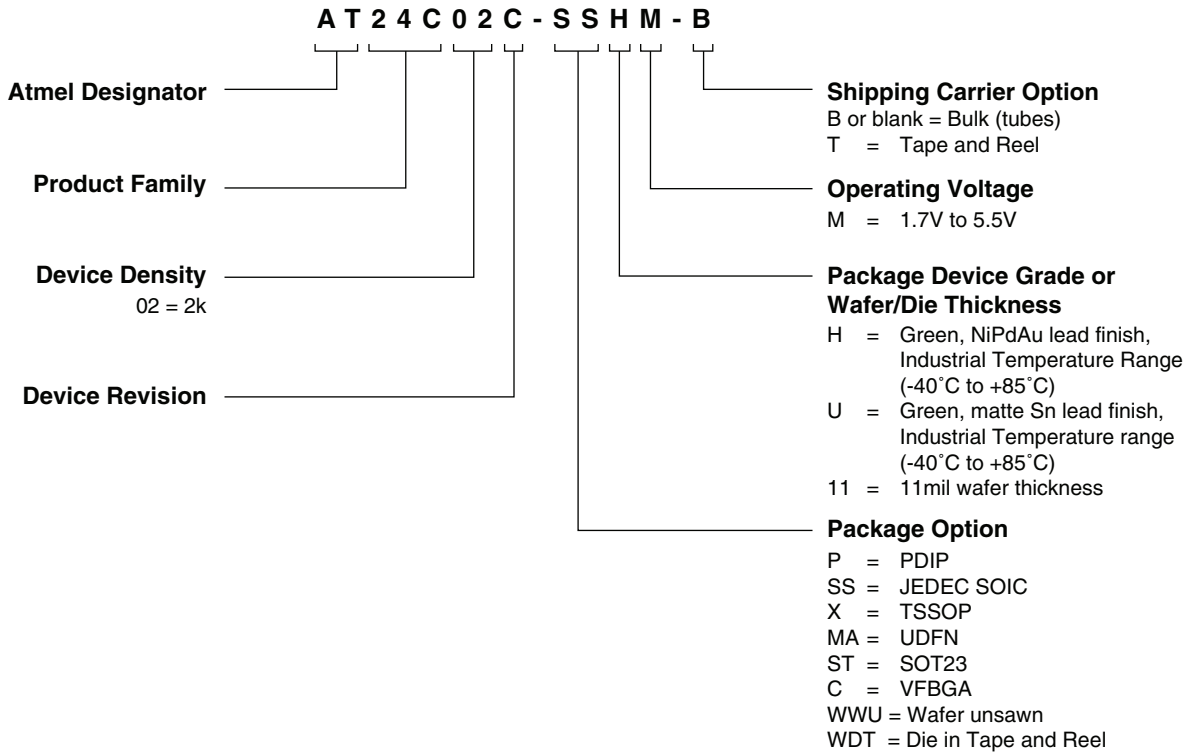 A T 2 4 C 0 2 C - S S H M - B
Atmel Designator
Product Family
Device Density
02 = 2k
Device Revision
Shipping Carrier Option
B or blank = Bulk (tubes)
T = Tape and Reel
Operating Voltage
M = 1.7V to 5.5V
Package Device Grade or
Wafer/Die Thickness
H = Green, NiPdAu lead finish,
Industrial Temperature Range
(-40˚C to +85˚C)
U = Green, matte Sn lead finish,
Industrial Temperature range
(-40˚C to +85˚C)
11 = 11mil wafer thickness
Package Option
P = PDIP
SS = JEDEC SOIC
X = TSSOP
MA = UDFN
ST = SOT23
C = VFBGA
WWU = Wafer unsawn
WDT = Die in Tape and Reel